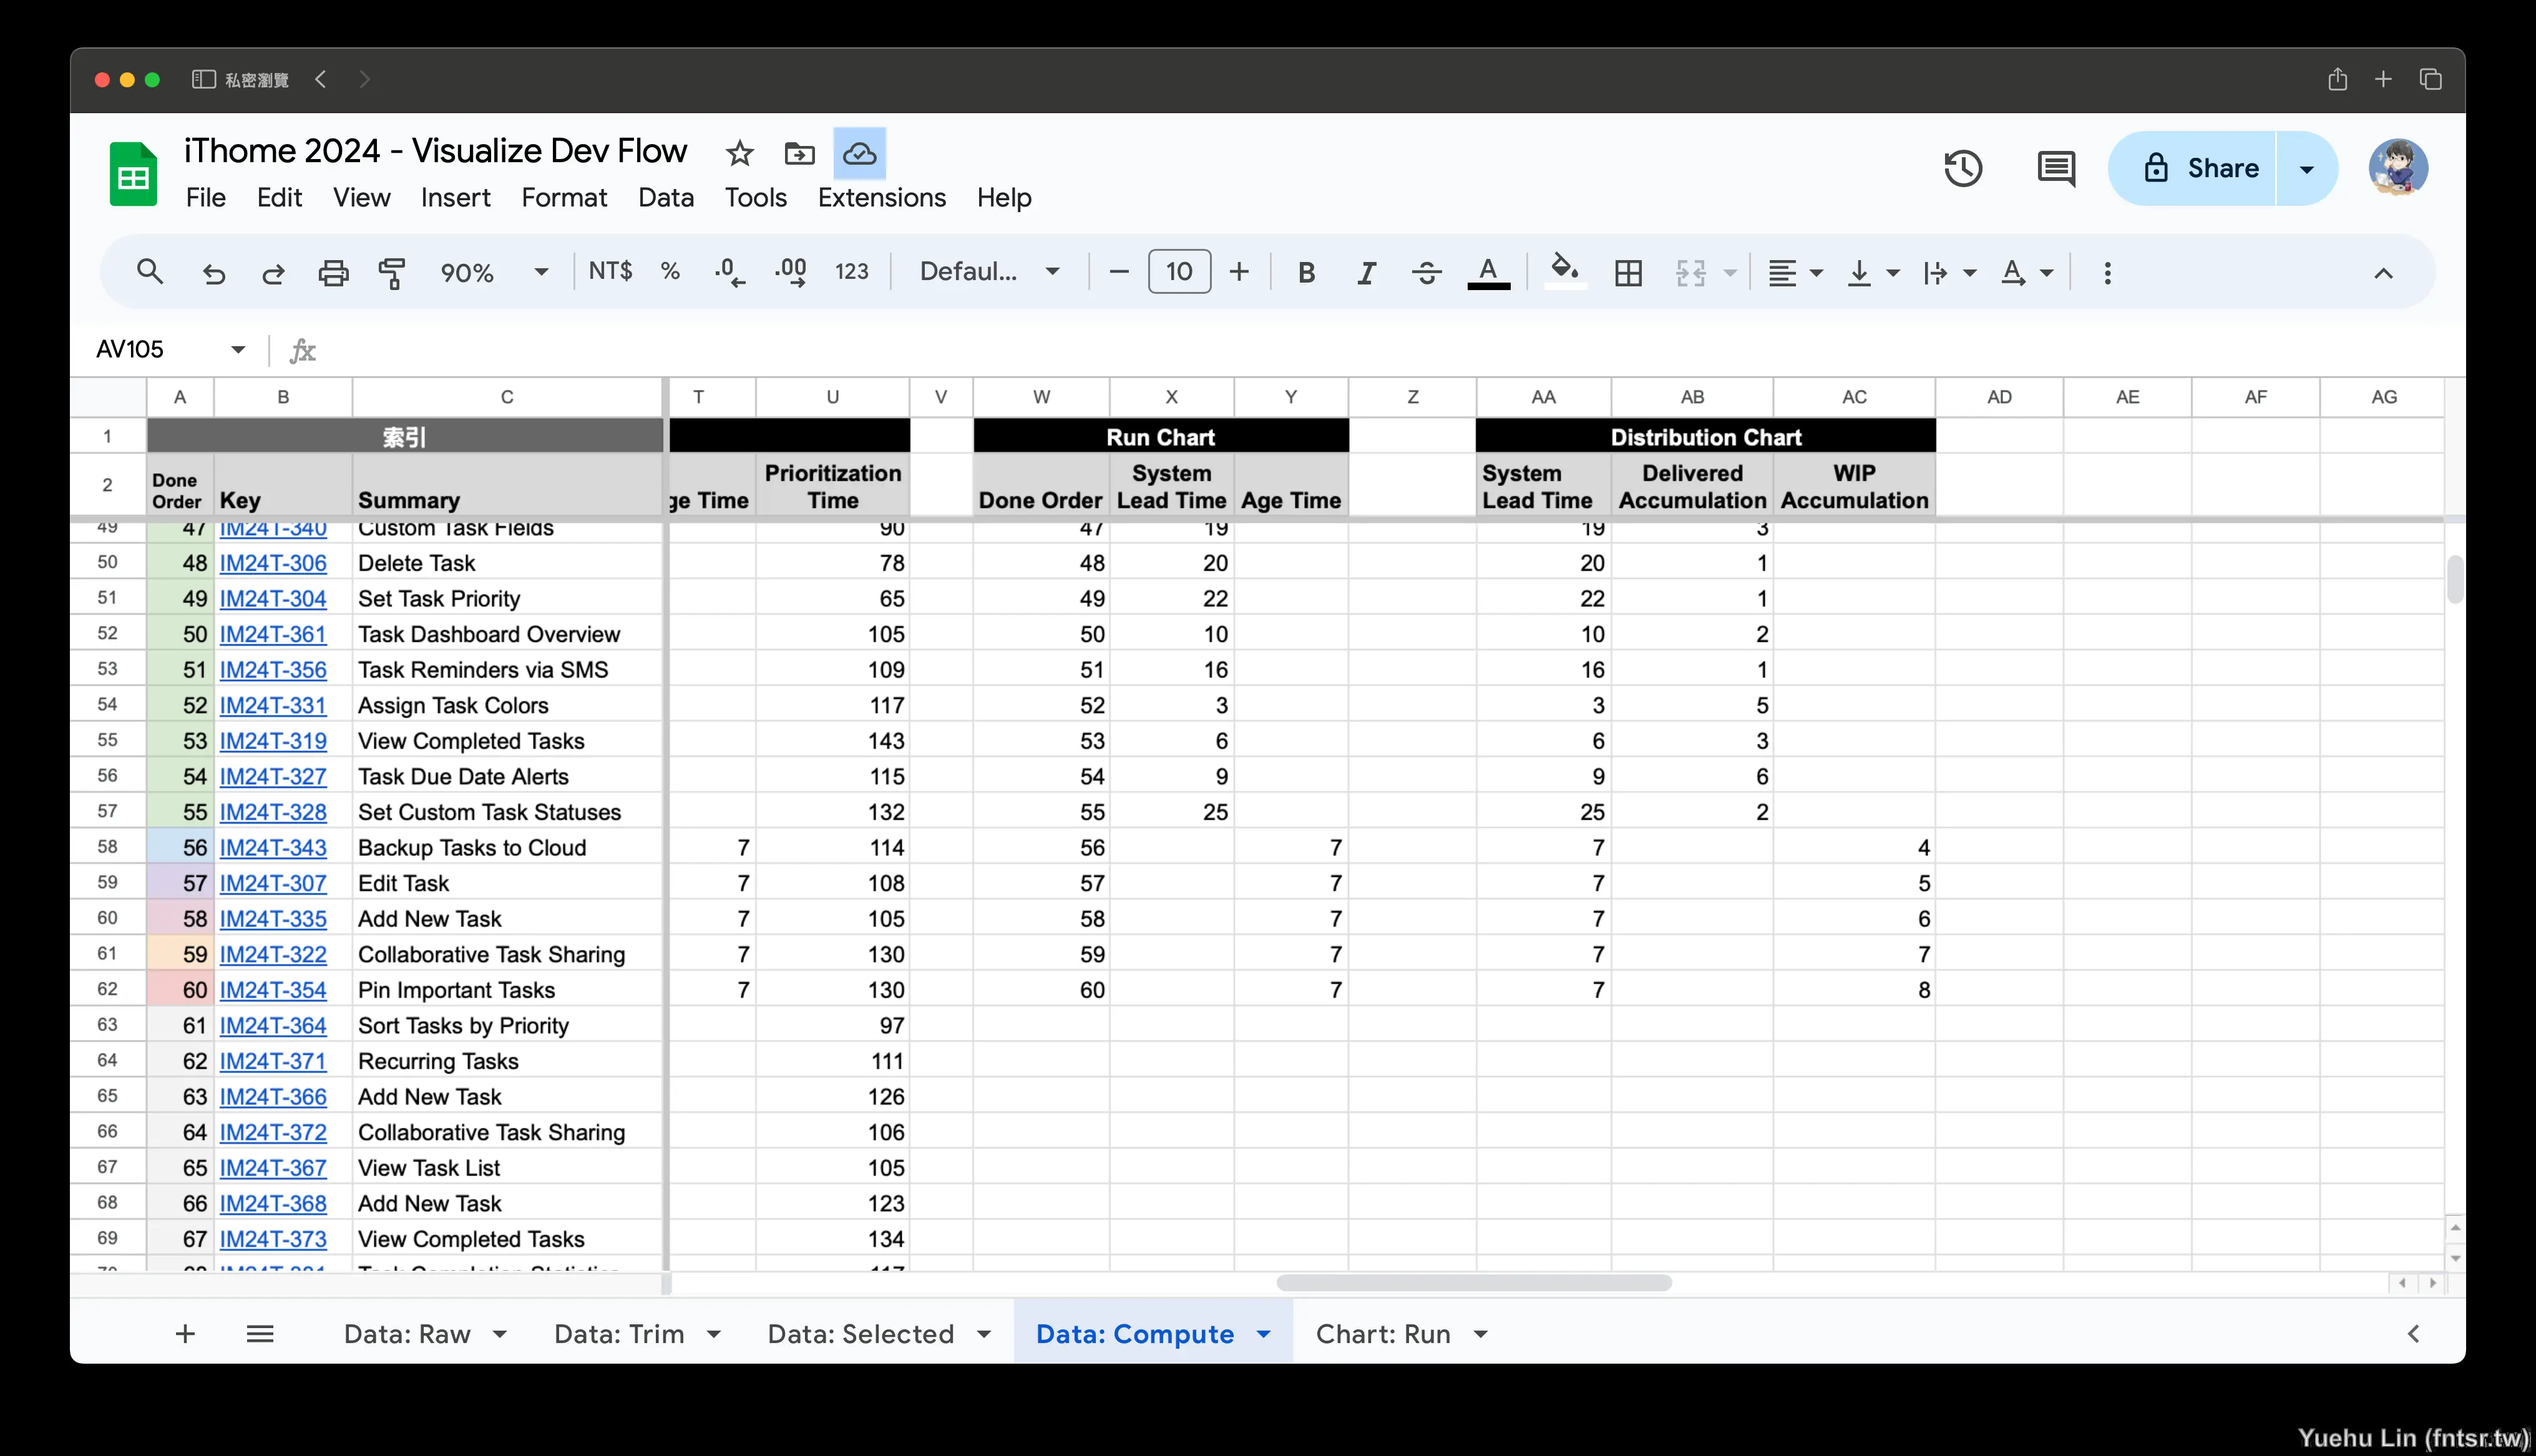 私密瀏覽
iThome 2024 - Visualize Dev Flow
File Edit View Insert Format Data Tools Extensions Help
Share
90% NT$ % .0 .00 123 Defaul... 10 B I A A
AV105 fx
A B C T U V W X Y Z AA AB AC AD AE AF AG
1 索引 Run Chart Distribution Chart
2 Done Order Key Summary ge Time Prioritization Time Done Order System Lead Time Age Time System Lead Time Delivered Accumulation WIP Accumulation
49 47 IM24T-340 Custom Task Fields 90 47 19 19 3
50 48 IM24T-306 Delete Task 78 48 20 20 1
51 49 IM24T-304 Set Task Priority 65 49 22 22 1
52 50 IM24T-361 Task Dashboard Overview 105 50 10 10 2
53 51 IM24T-356 Task Reminders via SMS 109 51 16 16 1
54 52 IM24T-331 Assign Task Colors 117 52 3 3 5
55 53 IM24T-319 View Completed Tasks 143 53 6 6 3
56 54 IM24T-327 Task Due Date Alerts 115 54 9 9 6
57 55 IM24T-328 Set Custom Task Statuses 132 55 25 25 2
58 56 IM24T-343 Backup Tasks to Cloud 7 114 56 7 7 4
59 57 IM24T-307 Edit Task 7 108 57 7 7 5
60 58 IM24T-335 Add New Task 7 105 58 7 7 6
61 59 IM24T-322 Collaborative Task Sharing 7 130 59 7 7 7
62 60 IM24T-354 Pin Important Tasks 7 130 60 7 7 8
63 61 IM24T-364 Sort Tasks by Priority 97
64 62 IM24T-371 Recurring Tasks 111
65 63 IM24T-366 Add New Task 126
66 64 IM24T-372 Collaborative Task Sharing 106
67 65 IM24T-367 View Task List 105
68 66 IM24T-368 Add New Task 123
69 67 IM24T-373 View Completed Tasks 134
Data: Raw Data: Trim Data: Selected Data: Compute Chart: Run
Yuehu Lin (fntsr.tw)